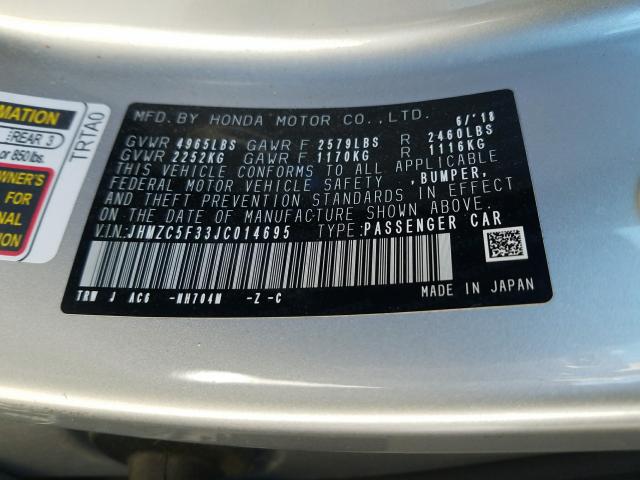 MFD. BY HONDA MOTOR CO., LTD. 6/'18
GVWR 4965LBS GAWR F 2579LBS R 2460LBS
GVWR 2252KG GAWR F 1170KG R 1116KG
THIS VEHICLE CONFORMS TO ALL APPLICABLE
FEDERAL MOTOR VEHICLE SAFETY, BUMPER,
AND THEFT PREVENTION STANDARDS IN EFFECT
ON THE DATE OF MANUFACTURE SHOWN ABOVE.
V.I.N: JHMZC5F33JC014695 TYPE: PASSENGER CAR
TRW J AC6 -NH704M -Z -C
MADE IN JAPAN
MATION
REAR 3
or 850 lbs.
WNER'S
FOR
NAL
TION
TRTA0